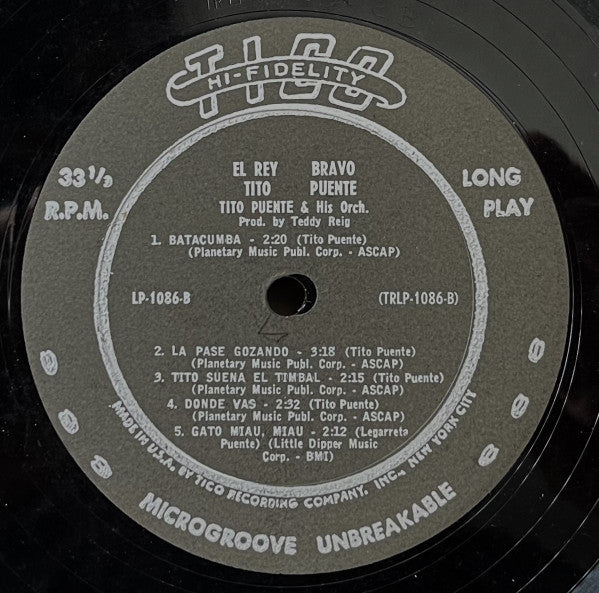 TICO
HI-FIDELITY
33 1/3
R.P.M.
LONG
PLAY
EL REY BRAVO
TITO PUENTE
TITO PUENTE & His Orch.
Prod. by Teddy Reig
1. BATACUMBA - 2:20 (Tito Puente)
(Planetary Music Publ. Corp. - ASCAP)
LP-1086-B
(TRLP-1086-B)
2. LA PASE GOZANDO - 3:18 (Tito Puente)
(Planetary Music Publ. Corp. - ASCAP)
3. TITO SUENA EL TIMBAL - 2:15 (Tito Puente)
(Planetary Music Publ. Corp. - ASCAP)
4. DONDE VAS - 2:32 (Tito Puente)
(Planetary Music Publ. Corp. - ASCAP)
5. GATO MIAU, MIAU - 2:12 (Legarreta
Puente) (Little Dipper Music
Corp. - BMI)
MADE IN U.S.A. BY TICO RECORDING COMPANY, INC., NEW YORK CITY
MICROGROOVE UNBREAKABLE